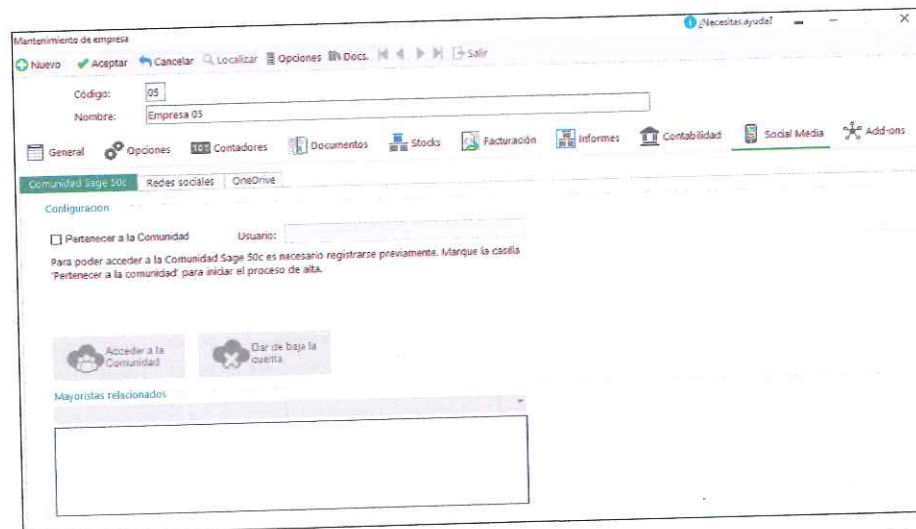 ¿Necesitas ayuda?
Mantenimiento de empresa
Nuevo Aceptar Cancelar Localizar Opciones Docs. Salir
Código: 05
Nombre: Empresa 05
General Opciones Contadores Documentos Stocks Facturación Informes Contabilidad Social Media Add-ons
Comunidad Sage 50c Redes sociales OneDrive
Configuración
Pertenecer a la Comunidad Usuario:
Para poder acceder a la Comunidad Sage 50c es necesario registrarse previamente. Marque la casilla
'Pertenecer a la comunidad' para iniciar el proceso de alta.
Acceder a la
Comunidad
Dar de baja la
cuenta
Mayoristas relacionados